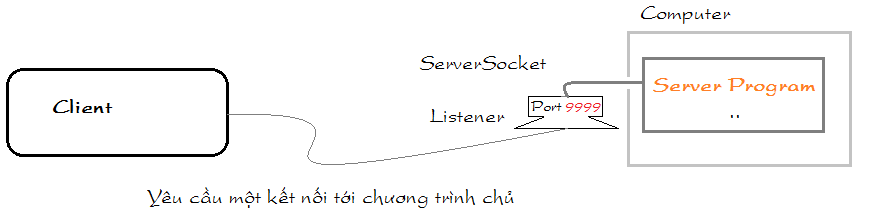 Computer
ServerSocket
Server Program
..
Client
Port 9999
Listener
Yêu cầu một kết nối tới chương trình chủ